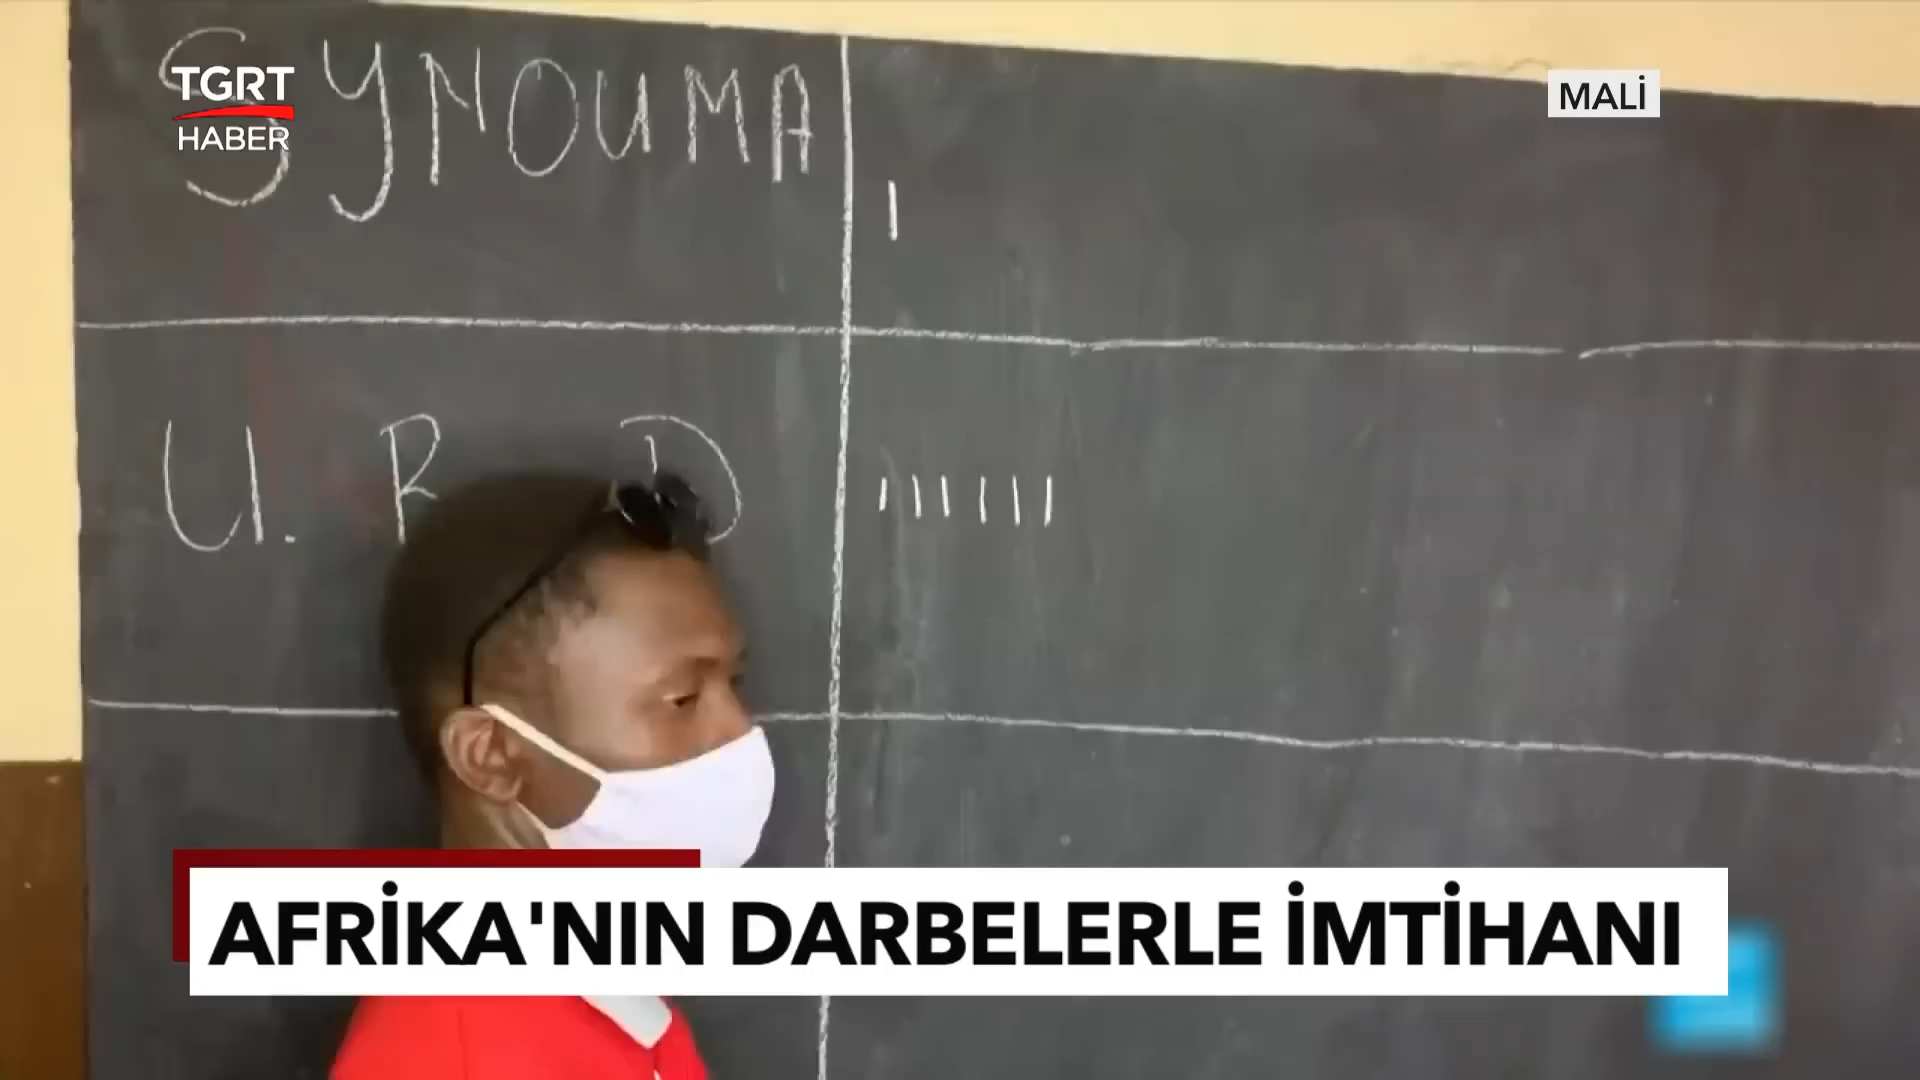 SYNOUMA
TGRT
HABER
MALİ
U. R D
AFRİKA'NIN DARBELERLE İMTİHANI